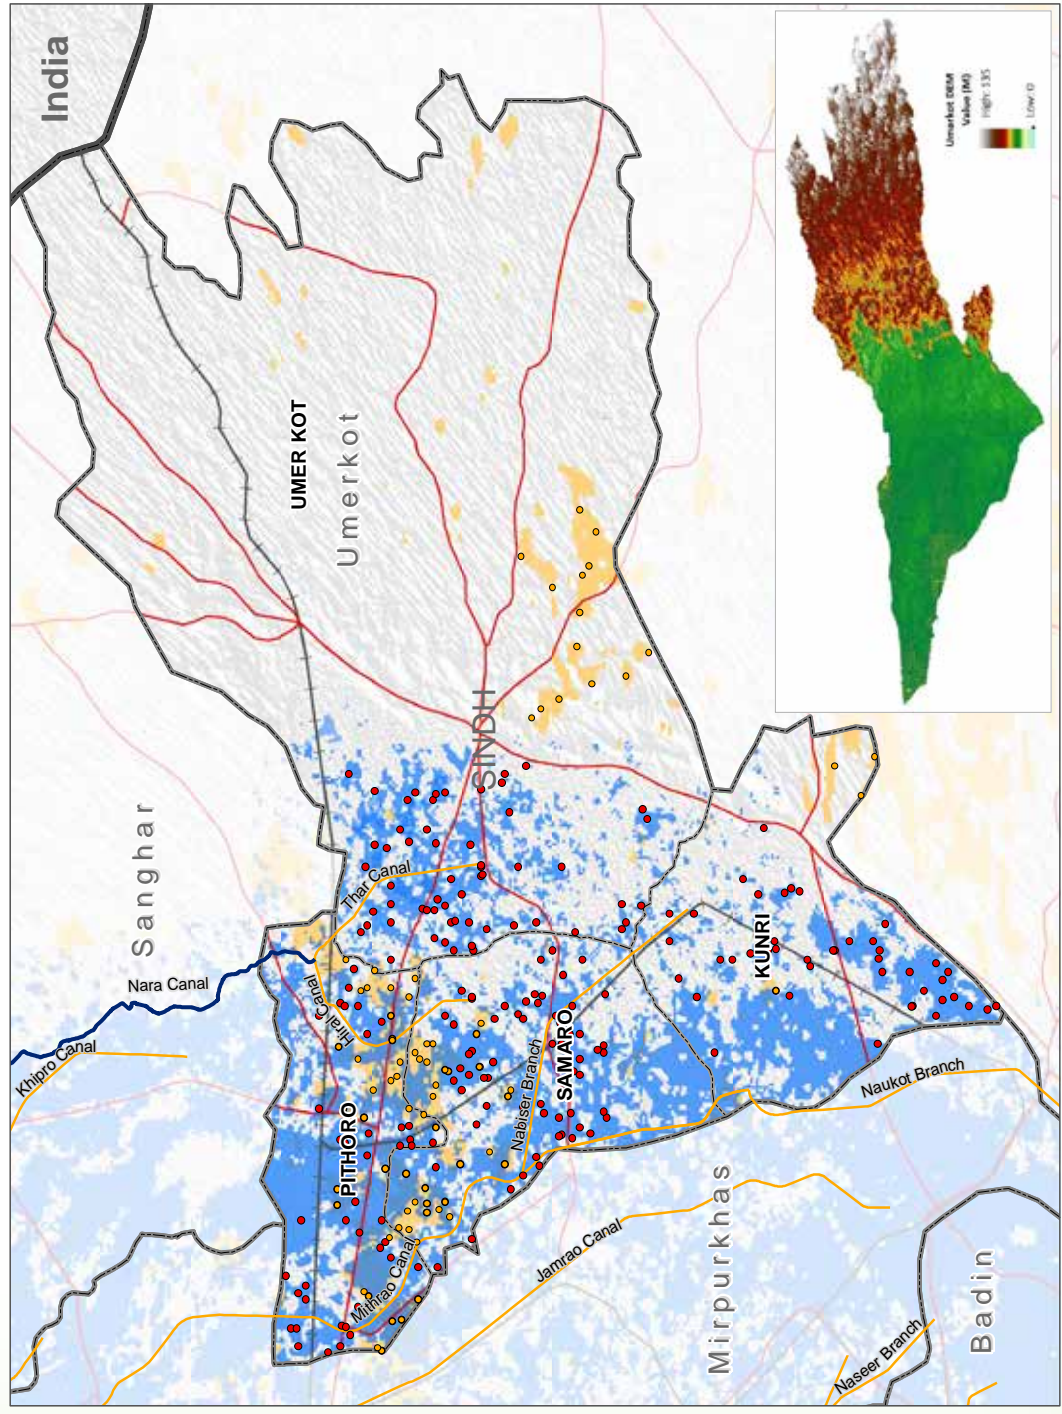 India
Umarkot DEM
Value (M)
High: 135
Low: 0
UMER KOT
Umerkot
SINDH
Sanghar
Nara Canal
Khipro Canal
Thar Canal
Hiral Canal
PITHORO
Mithrao Canal
Nabiser Branch
SAMARO
KUNRI
Naukot Branch
Jamrao Canal
Mirpurkhas
Naseer Branch
Badin